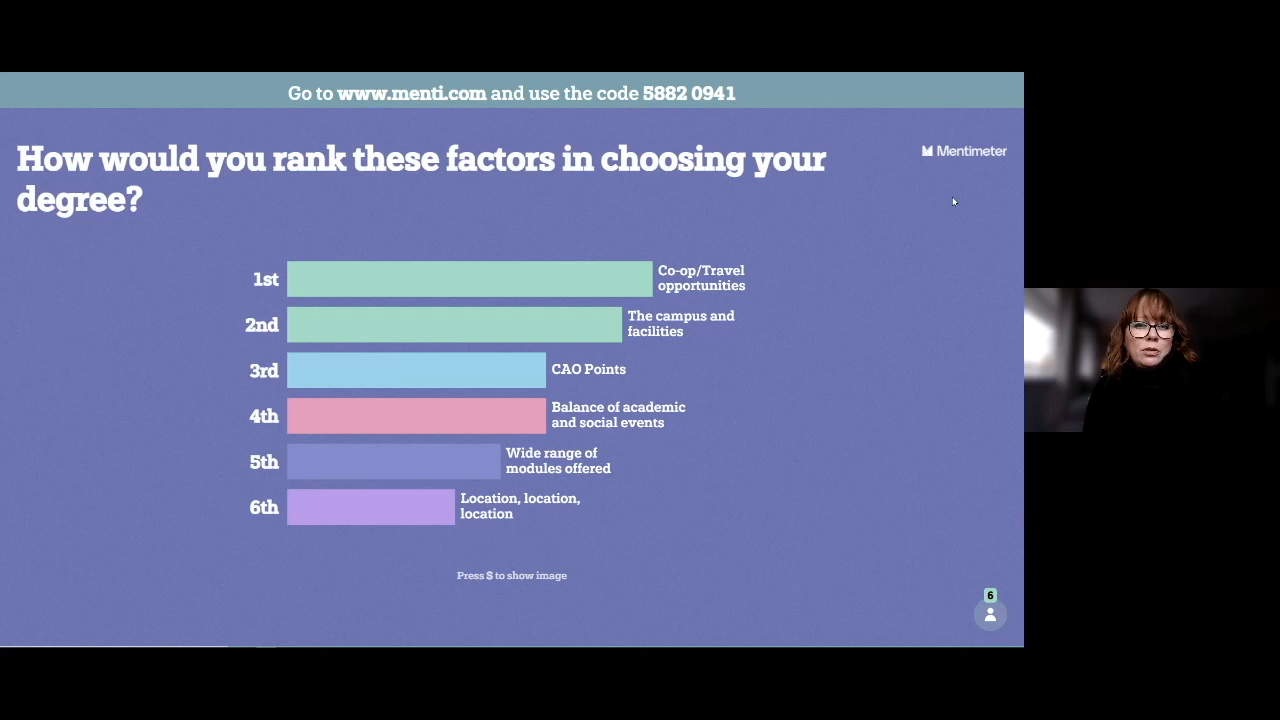 Go to www.menti.com and use the code 5882 0941
How would you rank these factors in choosing your
degree?
Mentimeter
1st
Co-op/Travel
opportunities
2nd
The campus and
facilities
3rd
CAO Points
4th
Balance of academic
and social events
5th
Wide range of
modules offered
6th
Location, location,
location
Press S to show image
6